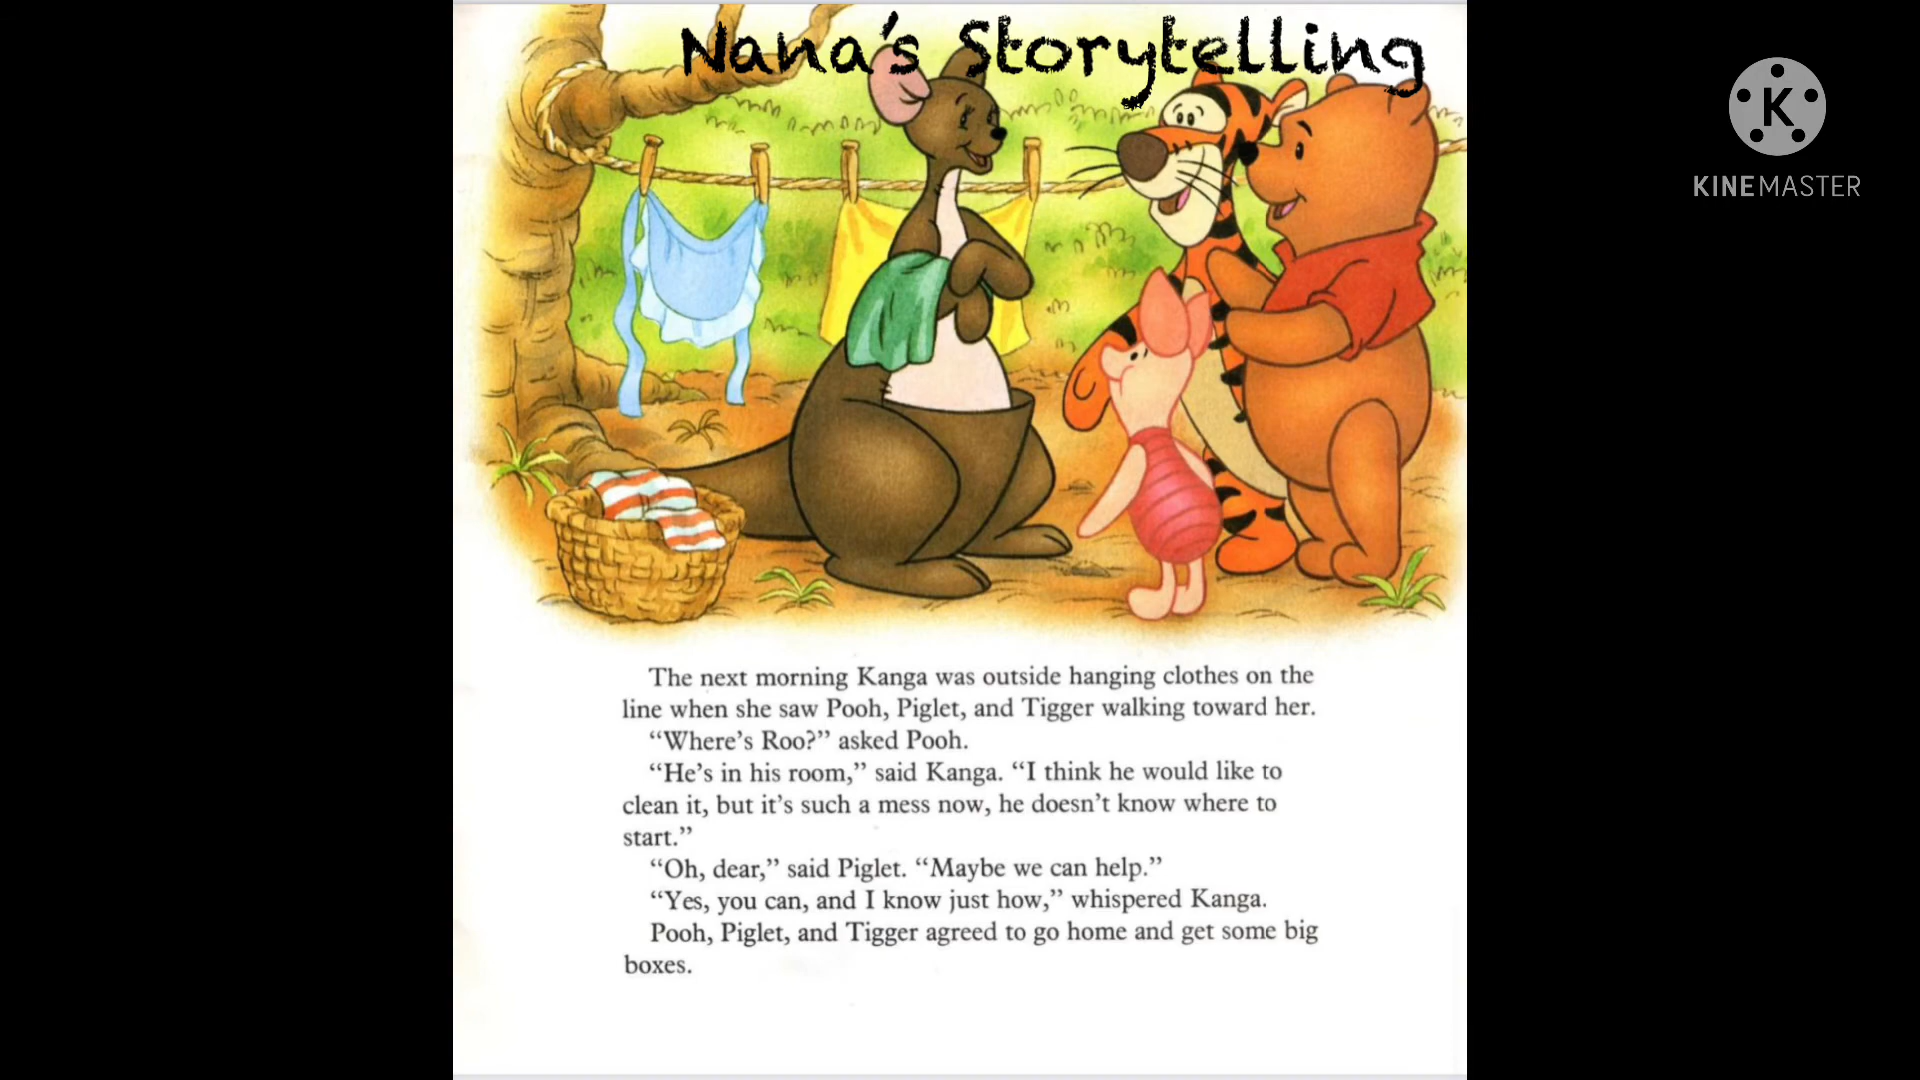 Nana's Storytelling
K
KINEMASTER
The next morning Kanga was outside hanging clothes on the
line when she saw Pooh, Piglet, and Tigger walking toward her.
“Where’s Roo?” asked Pooh.
“He’s in his room,” said Kanga. “I think he would like to
clean it, but it’s such a mess now, he doesn’t know where to
start.”
“Oh, dear,” said Piglet. “Maybe we can help.”
“Yes, you can, and I know just how,” whispered Kanga.
Pooh, Piglet, and Tigger agreed to go home and get some big
boxes.